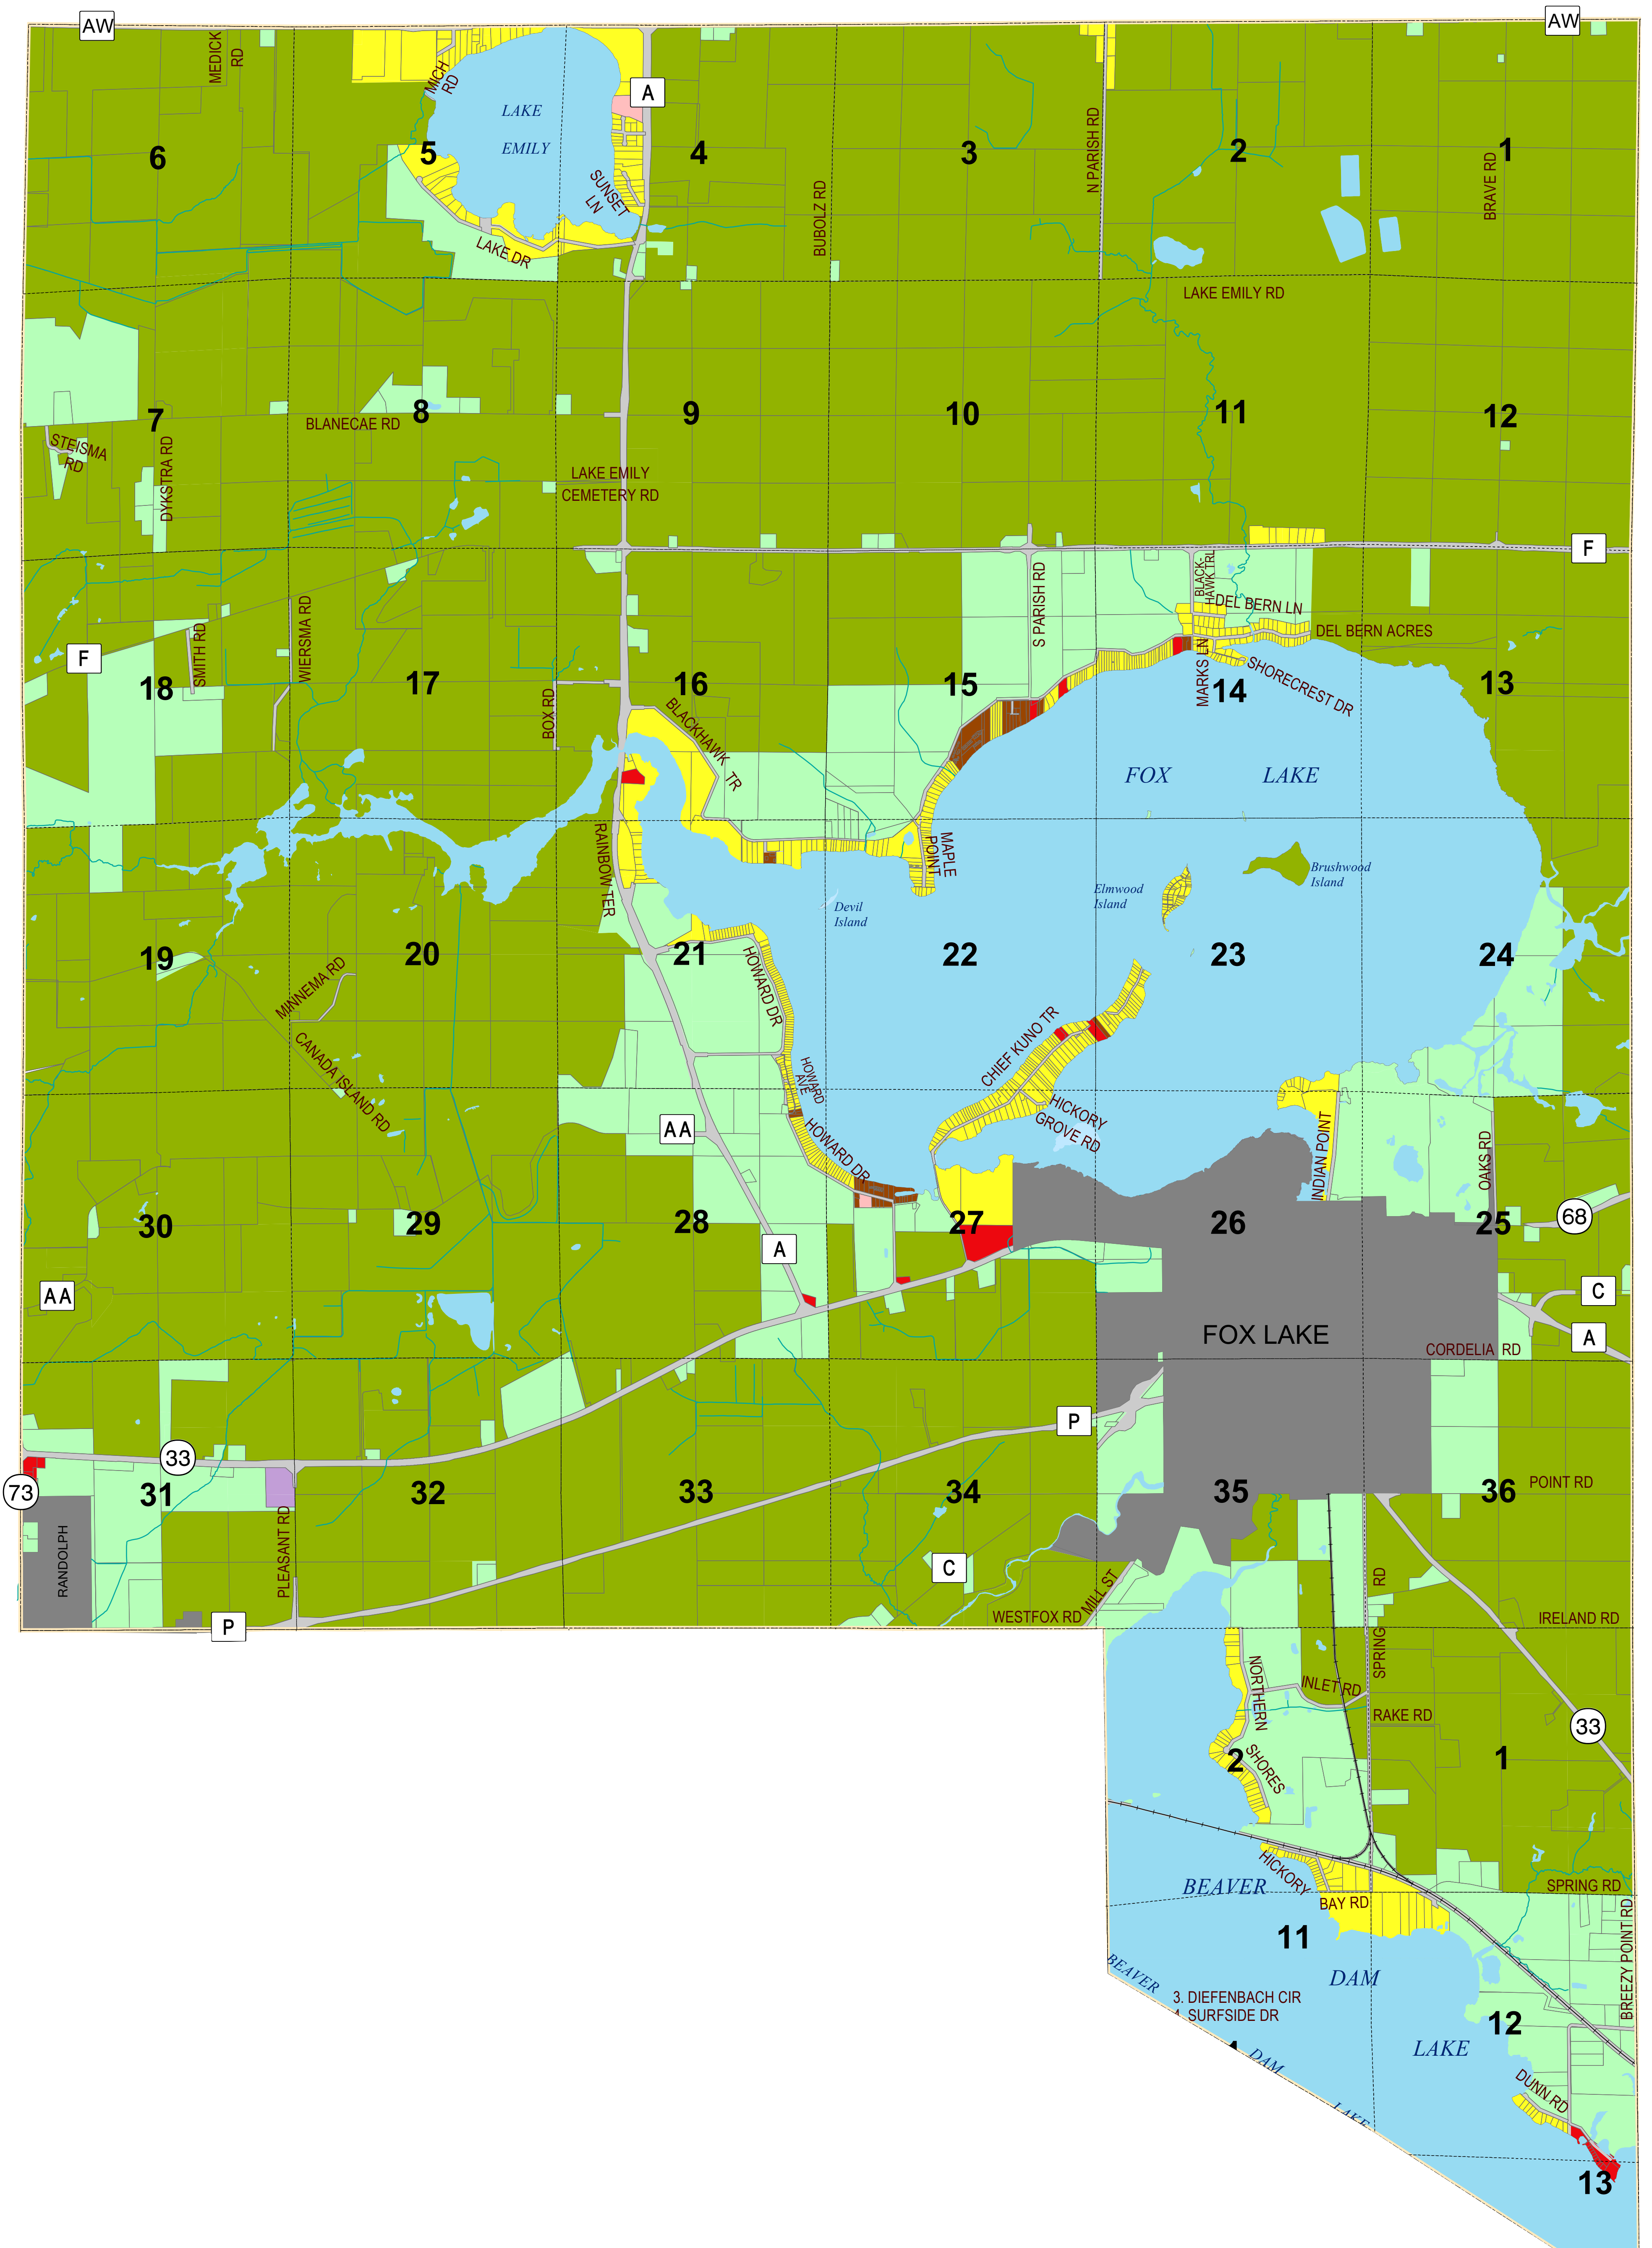 AW
AW
MEDICK
RD
MICH
RD
LAKE
EMILY
A
N PARISH RD
6
5
4
3
2
1
BRAVE RD
SUNSET
LN
BUBOLZ RD
LAKE DR
LAKE EMILY RD
7
8
9
10
11
12
BLANECAE RD
STEISMA
RD
DYKSTRA RD
LAKE EMILY
CEMETERY RD
F
S PARISH RD
BLACK-
HAWK TRL
DEL BERN LN
DEL BERN ACRES
F
SMITH RD
WIERSMA RD
MARKS LN
SHORECREST DR
18
17
16
15
14
13
BOX RD
BLACKHAWK TR
L
FOX LAKE
RAINBOW TER
MAPLE
POINT
Devil
Island
Elmwood
Island
Brushwood
Island
19
20
21
22
23
24
MINNEMA RD
HOWARD DR
CANADA ISLAND RD
CHIEF KUNO TR
HOWARD
AVE
HICKORY
GROVE RD
AA
HOWARD DR
INDIAN POINT
OAKS RD
30
29
28
27
26
25
68
A
AA
C
FOX LAKE
A
CORDELIA RD
P
33
73
31
32
33
34
35
36
POINT RD
RANDOLPH
PLEASANT RD
C
MILL ST
WESTFOX RD
IRELAND RD
P
SPRING RD
NORTHERN
SHORES
INLET RD
RAKE RD
33
2
1
HICKORY
BAY RD
SPRING RD
BREEZY POINT RD
BEAVER
11
DAM
BEAVER
3. DIEFENBACH CIR
4. SURFSIDE DR
12
LAKE
DAM
LAKE
DUNN RD
13